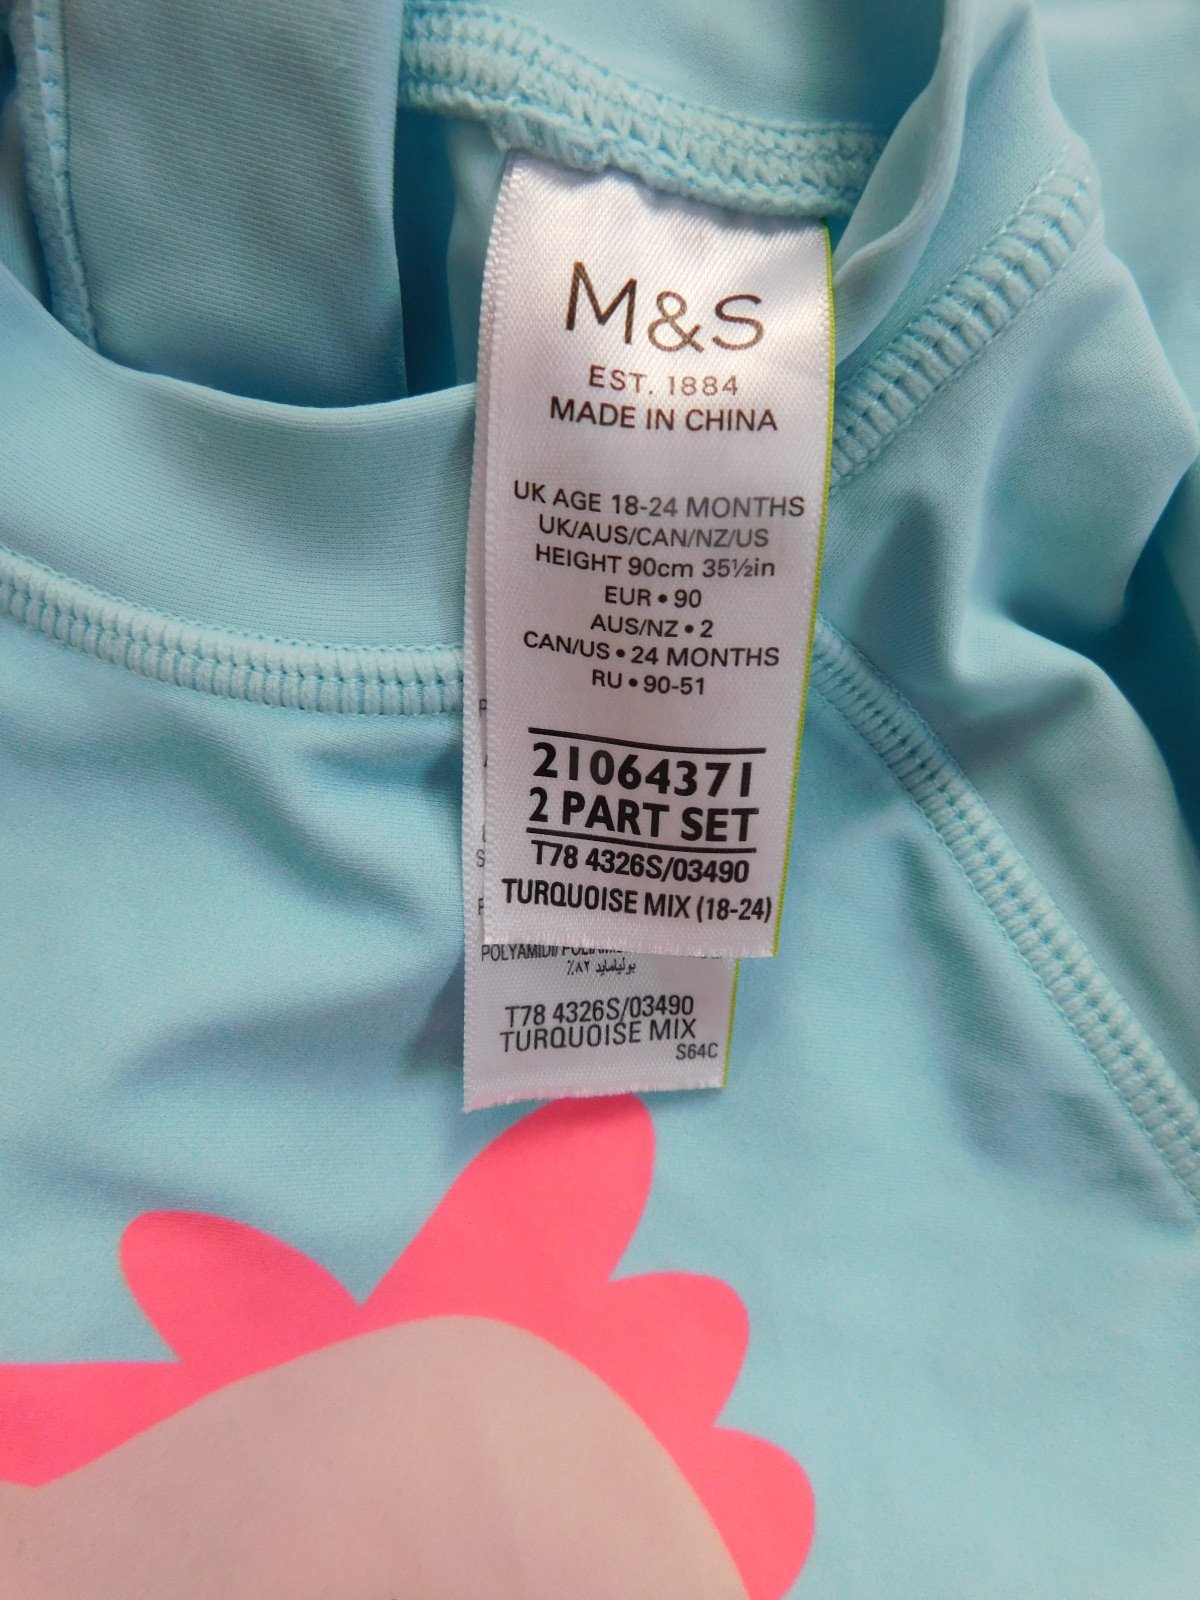 M&S
EST. 1884
MADE IN CHINA
UK AGE 18-24 MONTHS
UK/AUS/CAN/NZ/US
HEIGHT 90cm 35½in
EUR • 90
AUS/NZ • 2
CAN/US • 24 MONTHS
RU • 90-51
21064371
2 PART SET
T78 4326S/03490
TURQUOISE MIX (18-24)
بوليامايد ٨٢٪
T78 4326S/03490
TURQUOISE MIX
S64C